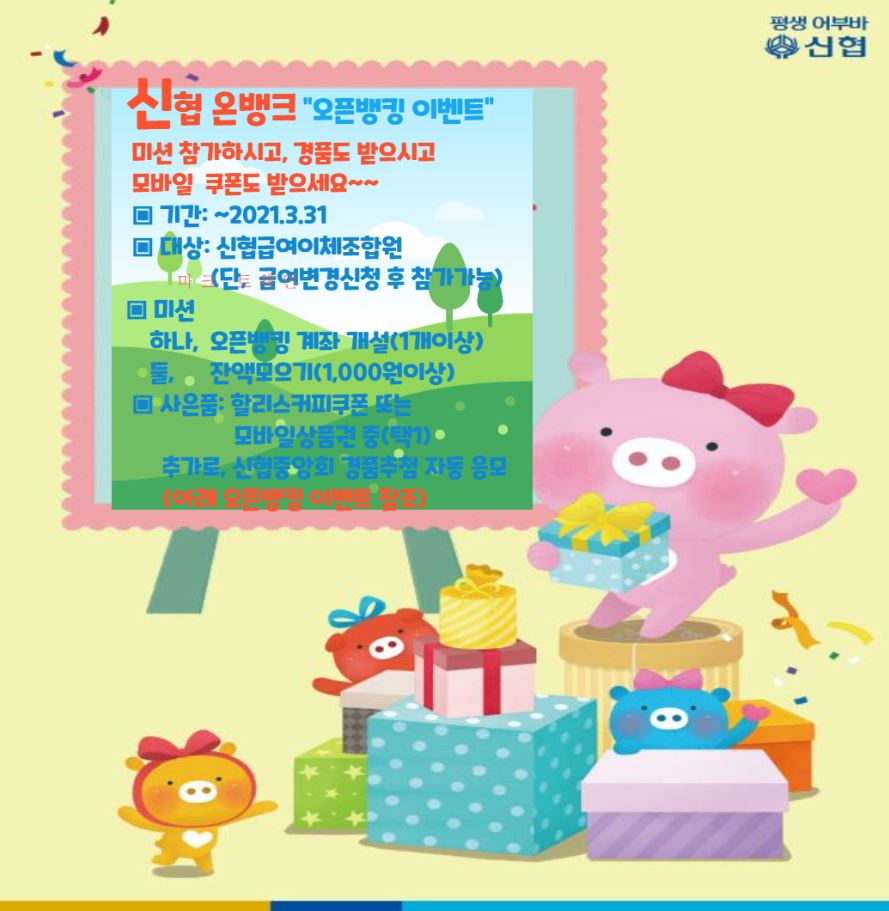 평생 어부바
신협
신협 온뱅크 "오픈뱅킹 이벤트"
미션 참가하시고, 경품도 받으시고
모바일 쿠폰도 받으세요~~
▣ 기간: ~2021.3.31
▣ 대상: 신협급여이체조합원
(단, 급여변경신청 후 참가가능)
▣ 미션
하나, 오픈뱅킹 계좌 개설(1개이상)
둘, 잔액모으기(1,000원이상)
▣ 사은품: 할리스커피쿠폰 또는
모바일상품권 중(택1)
추가로, 신협중앙회 경품추첨 자동 응모
(아래 오픈뱅킹 이벤트 참조)